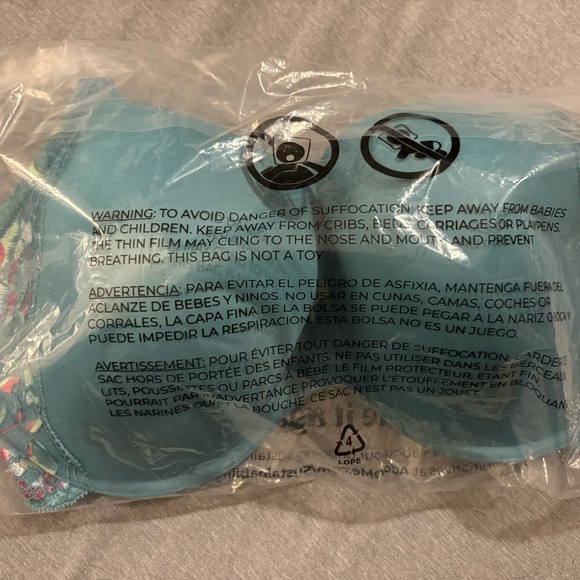 WARNING: TO AVOID DANGER OF SUFFOCATION, KEEP AWAY FROM BABIES
AND CHILDREN. KEEP AWAY FROM CRIBS, BEDS, CARRIAGES OR PLAYPENS.
THE THIN FILM MAY CLING TO THE NOSE AND MOUTH AND PREVENT
BREATHING. THIS BAG IS NOT A TOY.
ADVERTENCIA: PARA EVITAR EL PELIGRO DE ASFIXIA, MANTENGA FUERA DEL
ACLANZE DE BEBES Y NINOS. NO USAR EN CUNAS, CAMAS, COCHES OR
CORRALES, LA CAPA FINA DE LA BOLSA SE PUEDE PEGAR A LA NARIZ O BOCA Y
PUEDE IMPEDIR LA RESPIRACION. ESTA BOLSA NO ES UN JUEGO.
AVERTISSEMENT: POUR ÉVITER TOUT DANGER DE SUFFOCATION, GARDER CE
SAC HORS DE PORTÉE DES ENFANTS. NE PAS UTILISER DANS LES BERCEAUX,
LITS, POUSSETTES OU PARCS À BÉBÉ. LE FILM PROTECTEUR, ÉTANT FIN,
POURRAIT PAR INADVERTANCE PROVOQUER L'ÉTOUFFEMENT EN BLOQUANT
LES NARINES OU ET LA BOUCHE. CE SAC N'EST PAS UN JOUET.
4
LDPE